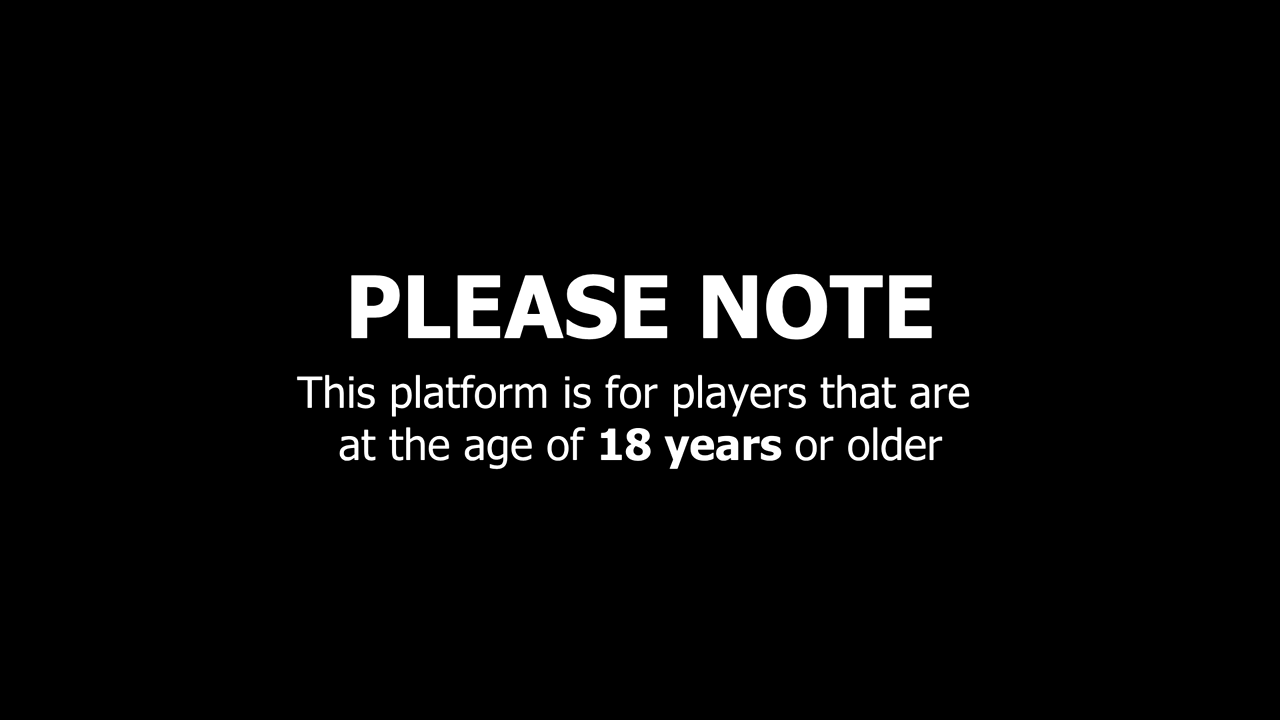 PLEASE NOTE
This platform is for players that are
at the age of 18 years or older